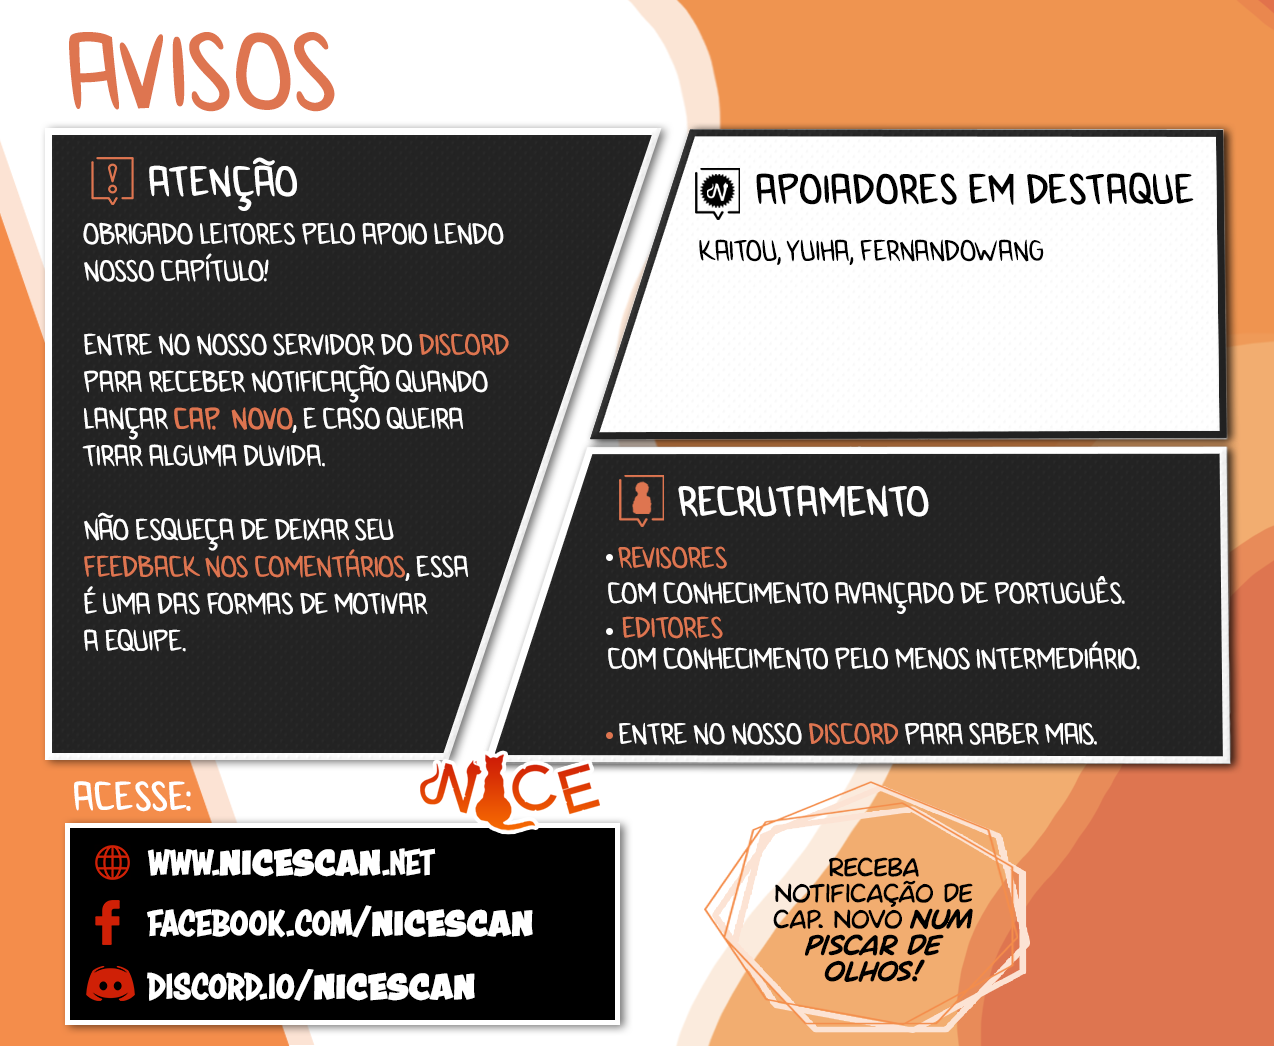 AVISOS
ATENÇÃO
OBRIGADO LEITORES PELO APOIO LENDO
NOSSO CAPÍTULO!
ENTRE NO NOSSO SERVIDOR DO DISCORD
PARA RECEBER NOTIFICAÇÃO QUANDO
LANÇAR CAP. NOVO, E CASO QUEIRA
TIRAR ALGUMA DUVIDA.
NÃO ESQUEÇA DE DEIXAR SEU
FEEDBACK NOS COMENTÁRIOS, ESSA
É UMA DAS FORMAS DE MOTIVAR
A EQUIPE.
APOIADORES EM DESTAQUE
KAITOU, YUIHA, FERNANDOWANG
RECRUTAMENTO
• REVISORES
COM CONHECIMENTO AVANÇADO DE PORTUGUÊS.
• EDITORES
COM CONHECIMENTO PELO MENOS INTERMEDIÁRIO.
• ENTRE NO NOSSO DISCORD PARA SABER MAIS.
NICE
ACESSE:
WWW.NICESCAN.NET
FACEBOOK.COM/NICESCAN
DISCORD.IO/NICESCAN
RECEBA
NOTIFICAÇÃO DE
CAP. NOVO NUM
PISCAR DE
OLHOS!